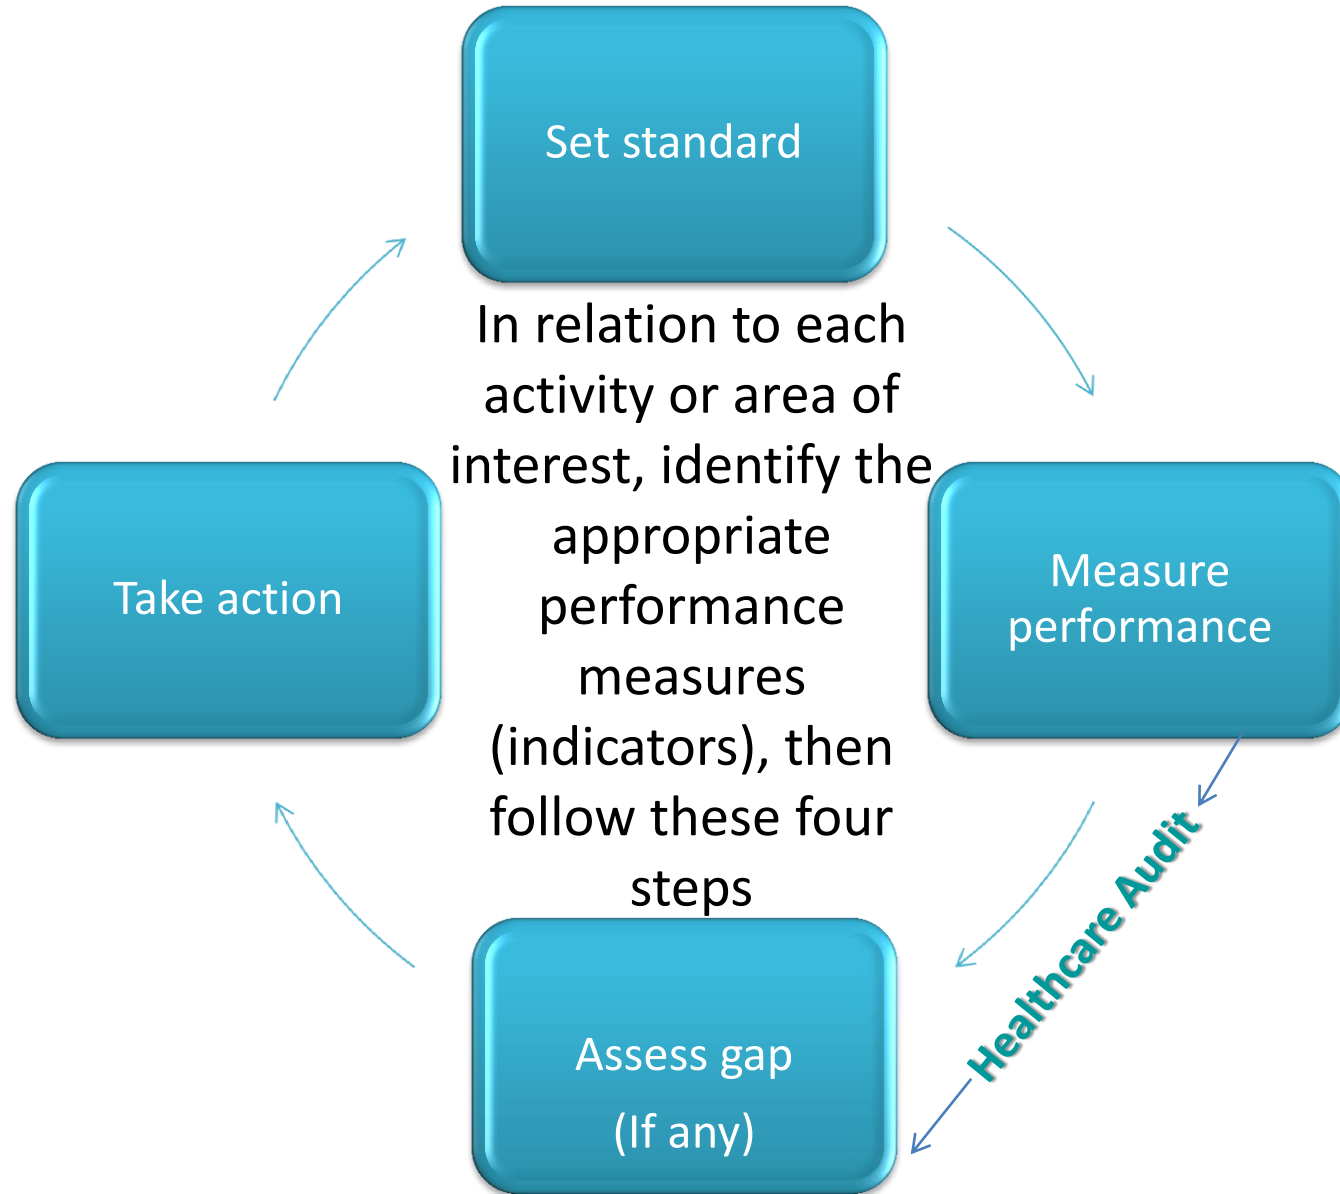 Set standard
In relation to each
activity or area of
interest, identify the
appropriate
performance
measures
(indicators), then
follow these four
steps
Take action
Measure
performance
Healthcare Audit
Assess gap
(If any)